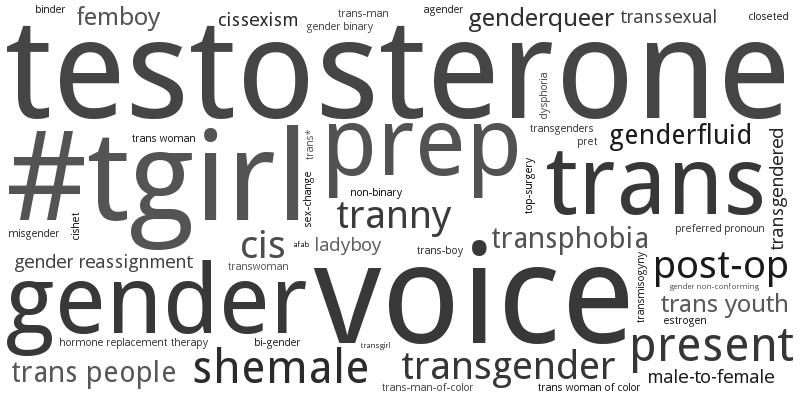 binder
femboy
cissexism
trans-man
gender binary
agender
genderqueer
transsexual
closeted
testosterone
dysphoria
#tgirl
trans woman
trans*
prep
transgenders
pret
genderfluid
transgendered
trans
top-surgery
sex-change
non-binary
tranny
misgender
cishet
cis
afab
ladyboy
trans-boy
transphobia
preferred pronoun
gender reassignment
transwoman
gender
voice
transmisogyny
post-op
gender non-conforming
trans youth
estrogen
hormone replacement therapy
bi-gender
transgirl
present
trans people
shemale
transgender
male-to-female
trans-man-of-color
trans woman of color